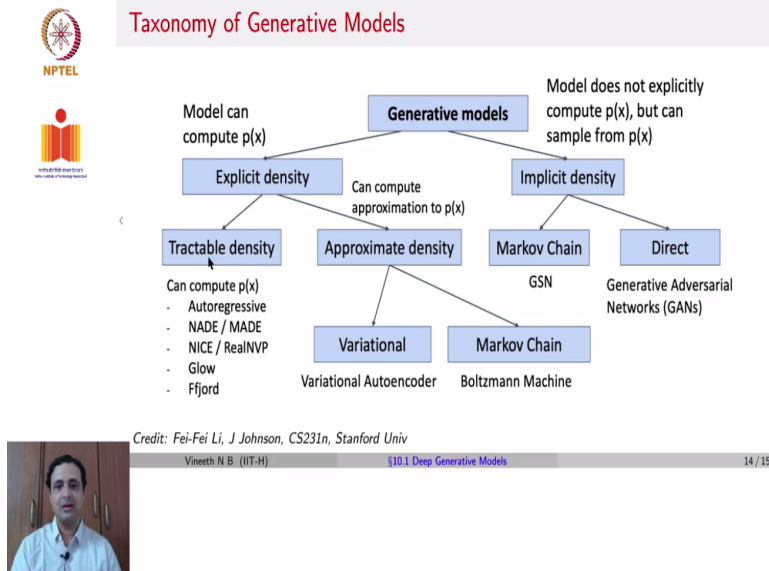 Taxonomy of Generative Models
NPTEL
Model can
compute p(x)
Generative models
Model does not explicitly
compute p(x), but can
sample from p(x)
Explicit density
Can compute
approximation to p(x)
Implicit density
Tractable density
Approximate density
Markov Chain
Direct
Can compute p(x)
- Autoregressive
- NADE / MADE
- NICE / RealNVP
- Glow
- Ffjord
GSN
Generative Adversarial
Networks (GANs)
Variational
Markov Chain
Variational Autoencoder
Boltzmann Machine
Credit: Fei-Fei Li, J Johnson, CS231n, Stanford Univ
Vineeth N B (IIT-H)
§10.1 Deep Generative Models
14 / 15